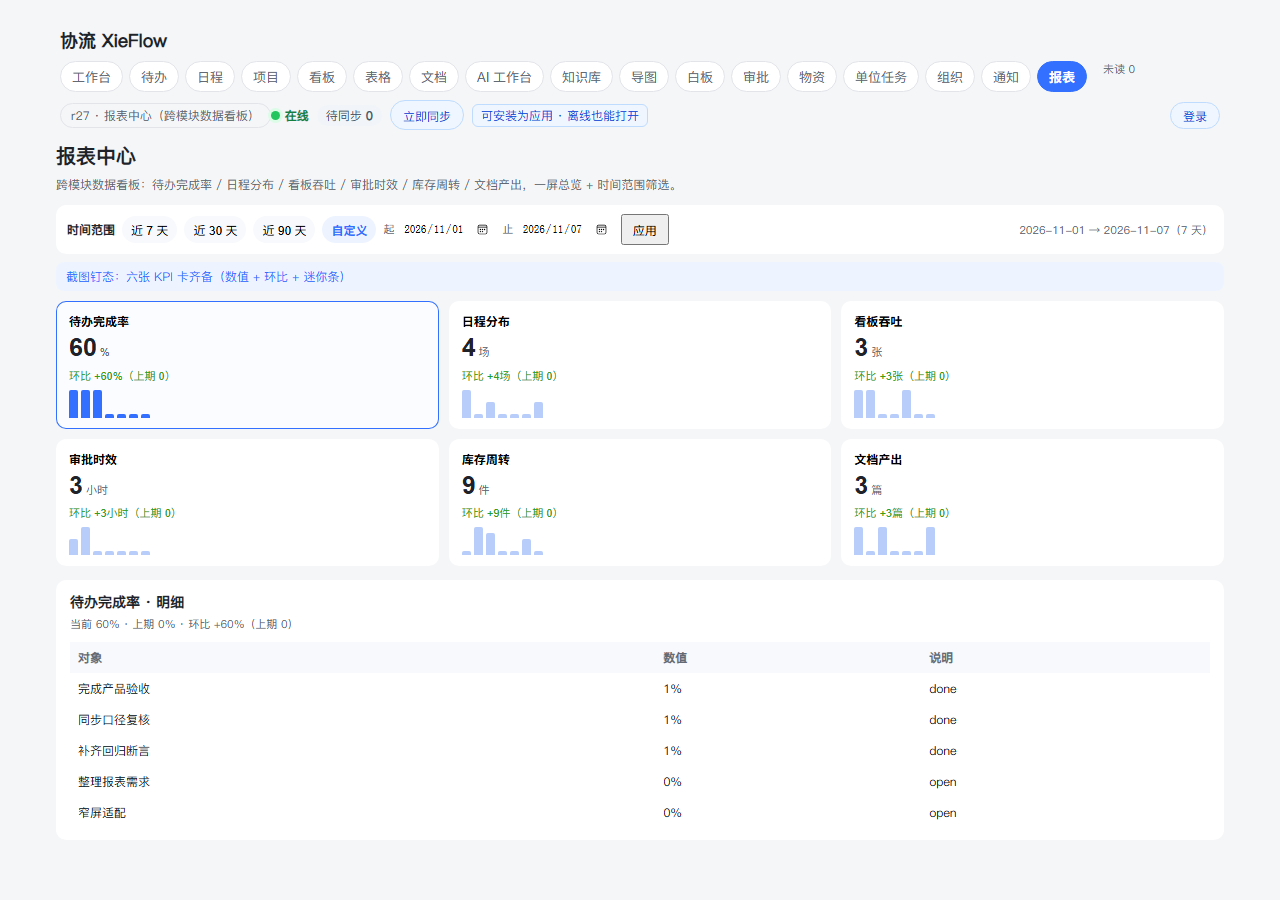 协流 XieFlow
工作台 待办 日程 项目 看板 表格 文档 AI 工作台 知识库 导图 白板 审批 物资 单位任务 组织 通知 报表 未读 0
r27 · 报表中心（跨模块数据看板） 在线 待同步 0 立即同步 可安装为应用 · 离线也能打开 登录
报表中心
跨模块数据看板：待办完成率 / 日程分布 / 看板吞吐 / 审批时效 / 库存周转 / 文档产出，一屏总览 + 时间范围筛选。
时间范围 近 7 天 近 30 天 近 90 天 自定义 起 2026/11/01 止 2026/11/07 应用 2026-11-01 → 2026-11-07（7 天）
截图钉态：六张 KPI 卡齐备（数值 + 环比 + 迷你条）
待办完成率
60 %
环比 +60%（上期 0）
日程分布
4 场
环比 +4场（上期 0）
看板吞吐
3 张
环比 +3张（上期 0）
审批时效
3 小时
环比 +3小时（上期 0）
库存周转
9 件
环比 +9件（上期 0）
文档产出
3 篇
环比 +3篇（上期 0）
待办完成率 · 明细
当前 60% · 上期 0% · 环比 +60%（上期 0）
对象 数值 说明
完成产品验收 1% done
同步口径复核 1% done
补齐回归断言 1% done
整理报表需求 0% open
窄屏适配 0% open